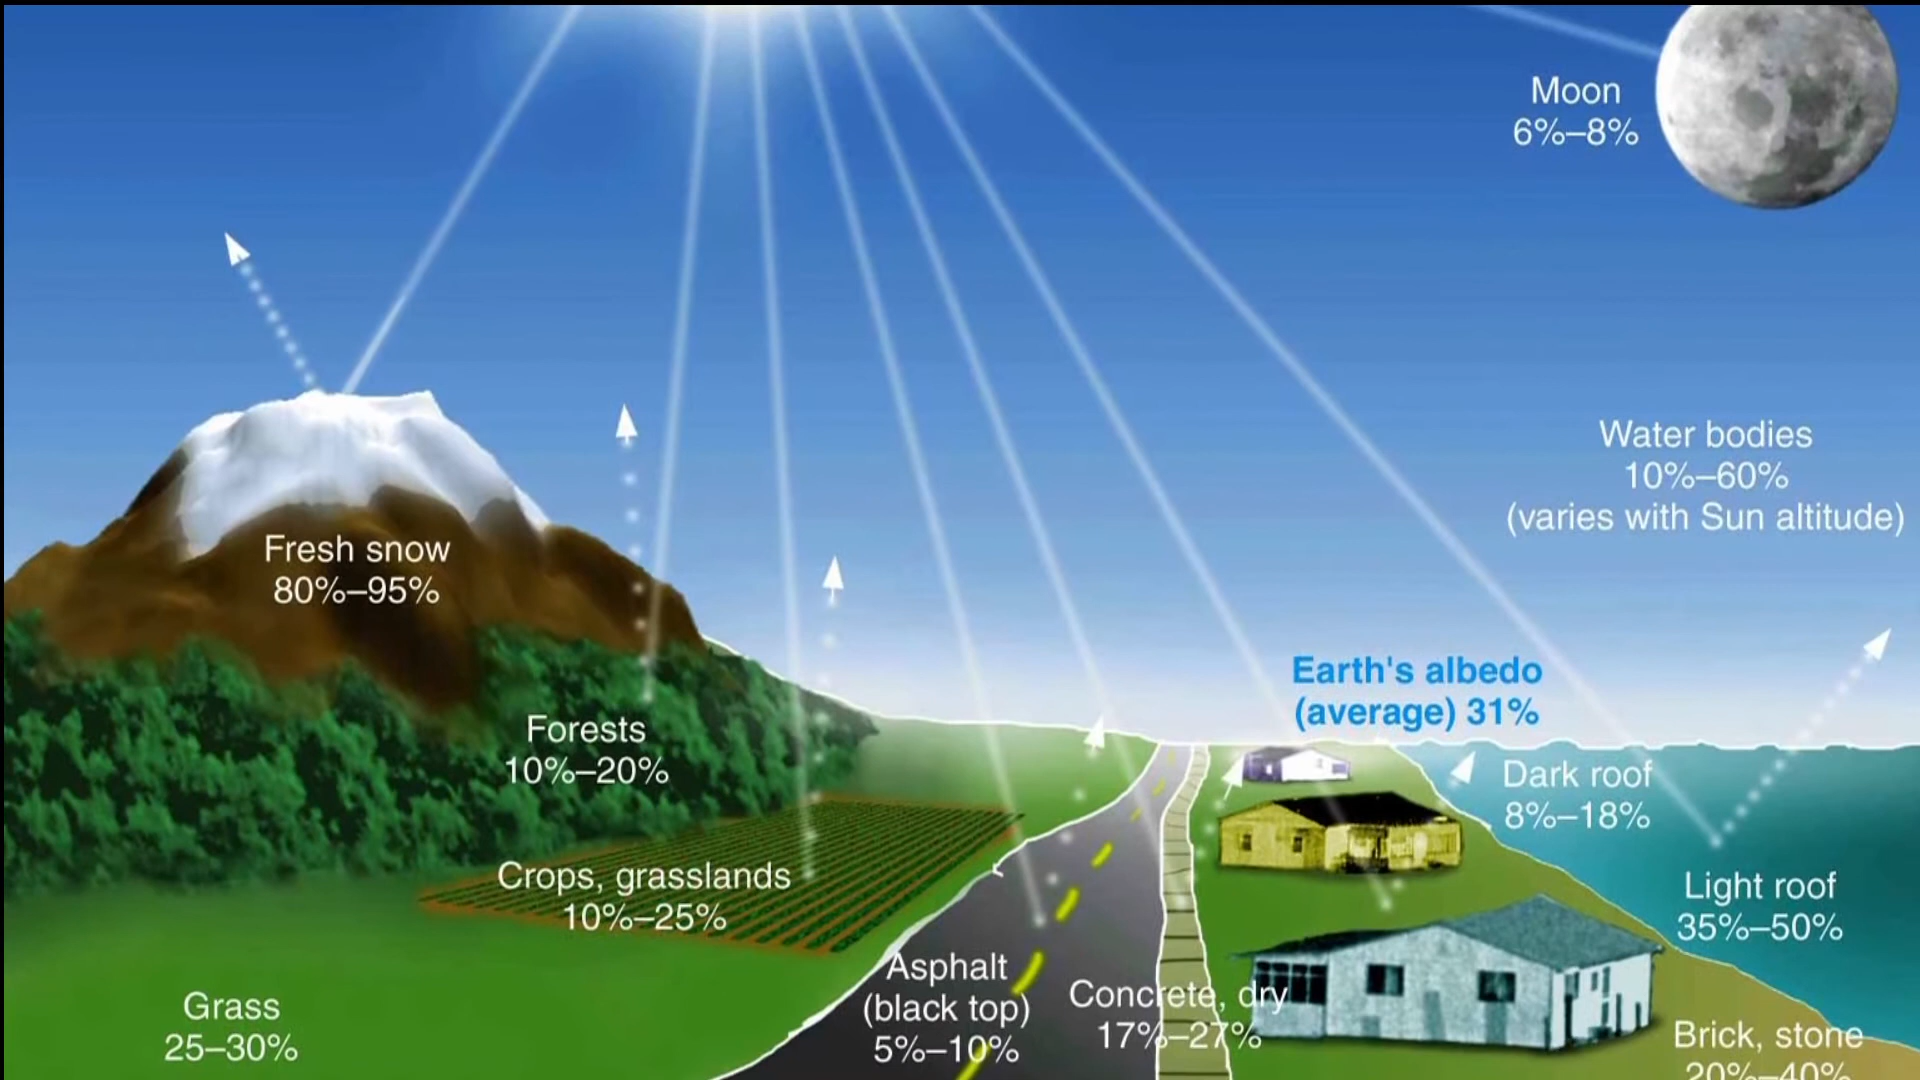 Moon
6%–8%
Water bodies
10%–60%
(varies with Sun altitude)
Fresh snow
80%–95%
Earth's albedo
(average) 31%
Forests
10%–20%
Dark roof
8%–18%
Crops, grasslands
10%–25%
Light roof
35%–50%
Asphalt
(black top)
5%–10%
Concrete, dry
17%–27%
Grass
25–30%
Brick, stone
20%–40%